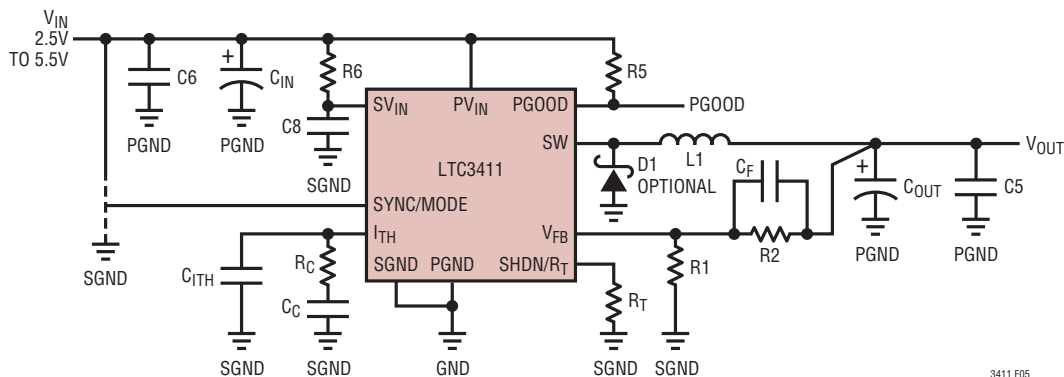 VIN
2.5V
TO 5.5V
C6
CIN
R6
R5
PGND
PGND
C8
SGND
SVIN
PVIN
PGOOD
PGOOD
SW
LTC3411
D1
OPTIONAL
L1
CF
VOUT
COUT
C5
SYNC/MODE
ITH
VFB
R2
PGND
PGND
SGND
CITH
RC
CC
SGND
PGND
SHDN/RT
R1
RT
SGND
SGND
GND
SGND
SGND
3411 F05